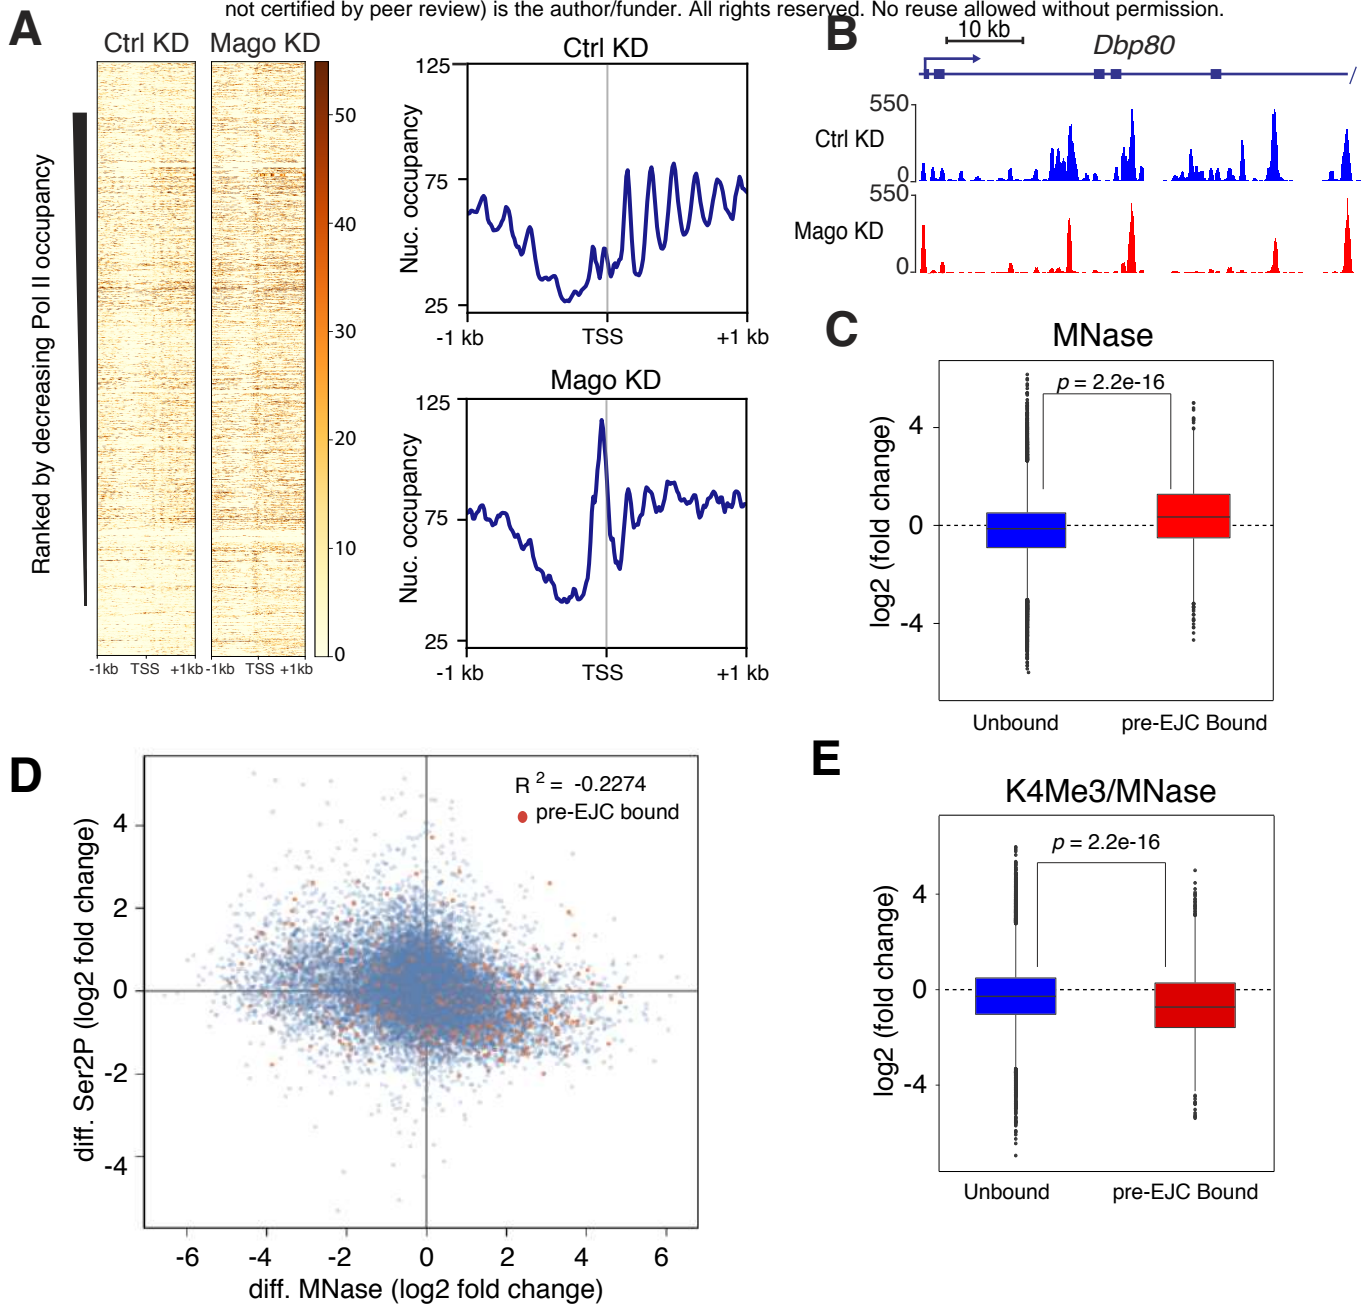 not certified by peer review) is the author/funder. All rights reserved. No reuse allowed without permission.
A
Ctrl KD
Mago KD
Ranked by decreasing Pol II occupancy
50
40
30
20
10
0
-1kb TSS +1kb
-1kb TSS +1kb
Ctrl KD
Nuc. occupancy
125
75
25
-1 kb TSS +1 kb
Mago KD
Nuc. occupancy
125
75
25
-1 kb TSS +1 kb
B
10 kb
Dbp80
Ctrl KD
550
0
Mago KD
550
0
C
MNase
p = 2.2e-16
log2 (fold change)
4
0
-4
Unbound pre-EJC Bound
D
R 2 = -0.2274
pre-EJC bound
diff. Ser2P (log2 fold change)
4
2
0
-2
-4
-6 -4 -2 0 2 4 6
diff. MNase (log2 fold change)
E
K4Me3/MNase
p = 2.2e-16
log2 (fold change)
4
0
-4
Unbound pre-EJC Bound